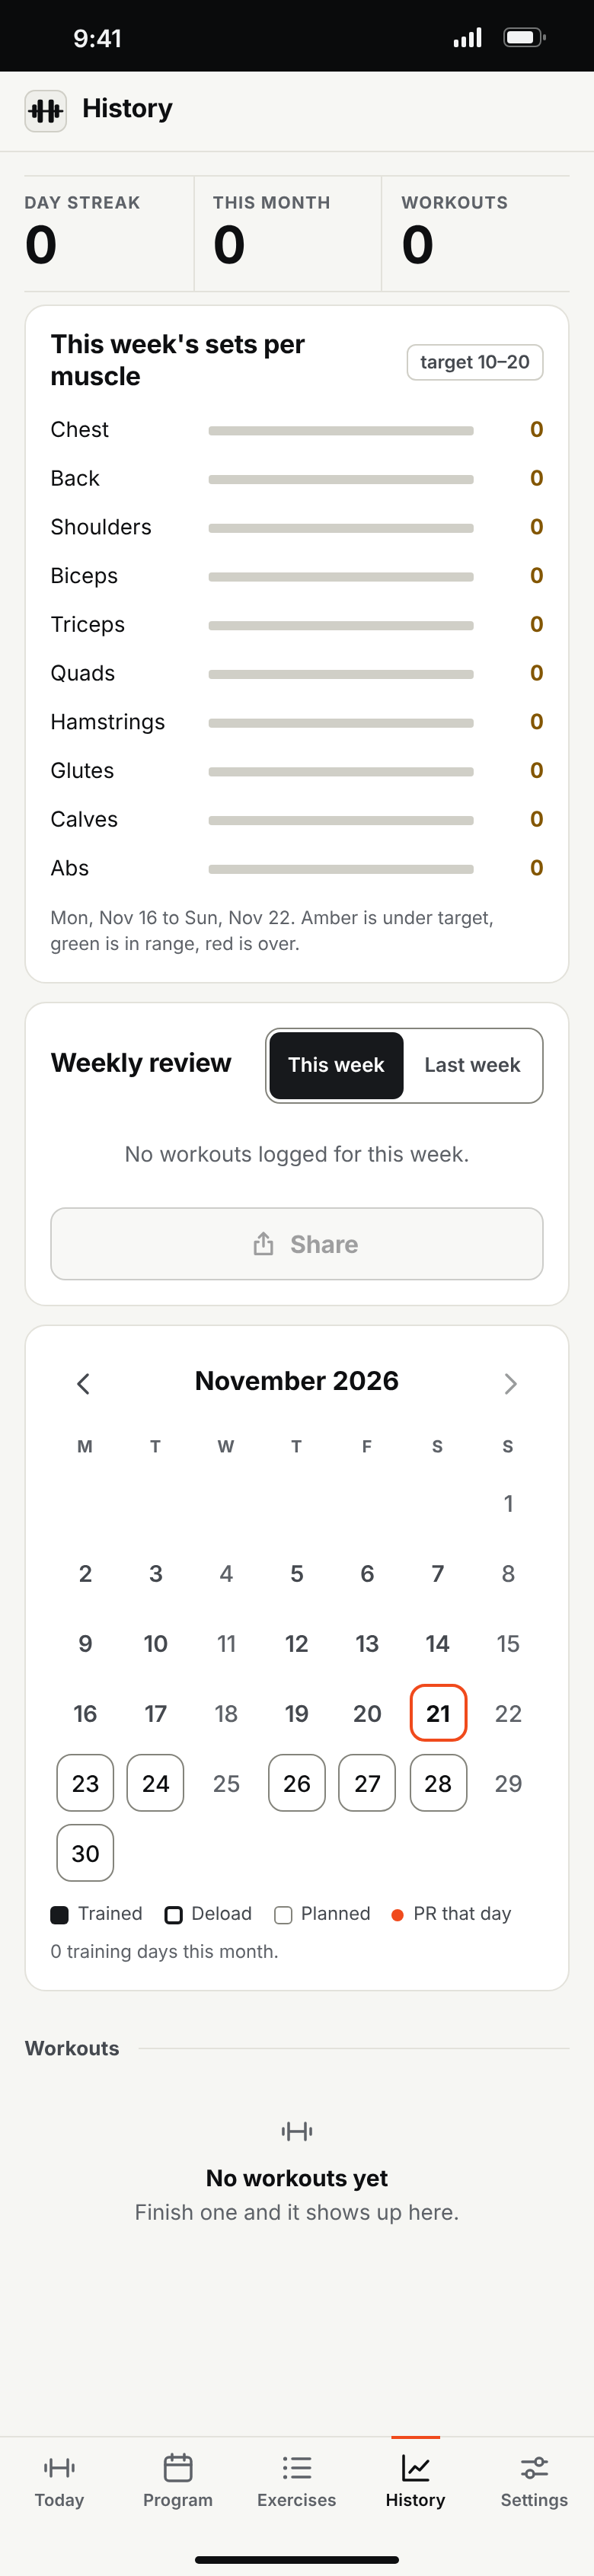 9:41
History
DAY STREAK THIS MONTH WORKOUTS
0 0 0
This week's sets per
muscle
target 10–20
Chest 0
Back 0
Shoulders 0
Biceps 0
Triceps 0
Quads 0
Hamstrings 0
Glutes 0
Calves 0
Abs 0
Mon, Nov 16 to Sun, Nov 22. Amber is under target,
green is in range, red is over.
Weekly review This week Last week
No workouts logged for this week.
Share
November 2026
M T W T F S S
1
2 3 4 5 6 7 8
9 10 11 12 13 14 15
16 17 18 19 20 21 22
23 24 25 26 27 28 29
30
Trained Deload Planned PR that day
0 training days this month.
Workouts
No workouts yet
Finish one and it shows up here.
Today Program Exercises History Settings